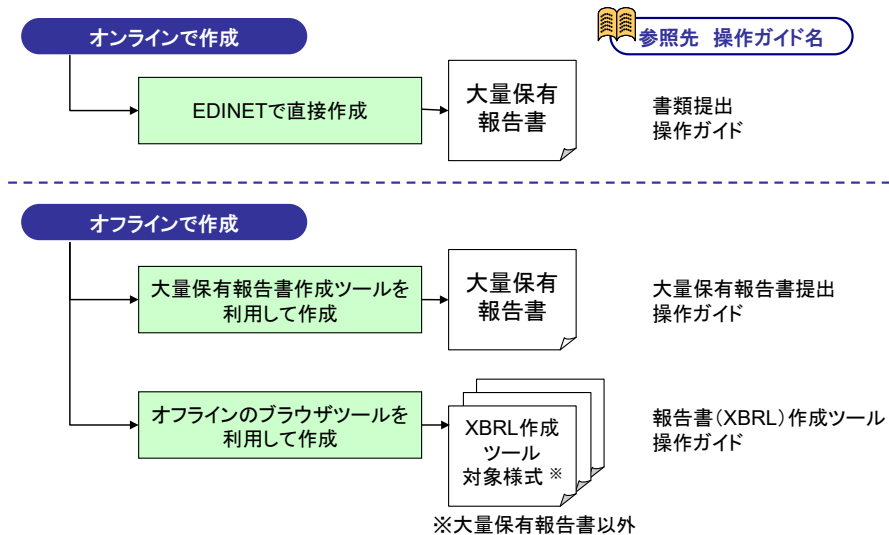 オンラインで作成
参照先 操作ガイド名
EDINETで直接作成
大量保有
報告書
書類提出
操作ガイド
オフラインで作成
大量保有報告書作成ツールを
利用して作成
大量保有
報告書
大量保有報告書提出
操作ガイド
オフラインのブラウザツールを
利用して作成
XBRL作成
ツール
対象様式 ※
報告書(XBRL)作成ツール
操作ガイド
※大量保有報告書以外